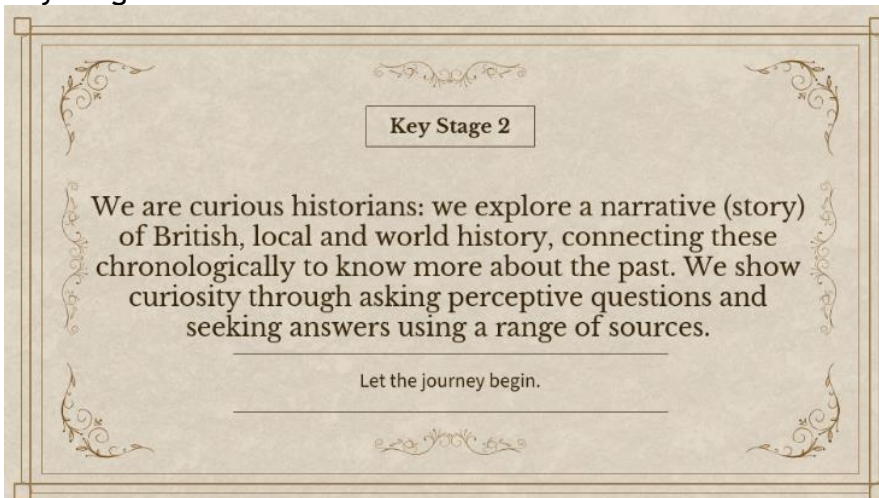 Key Stage 2
We are curious historians: we explore a narrative (story)
of British, local and world history, connecting these
chronologically to know more about the past. We show
curiosity through asking perceptive questions and
seeking answers using a range of sources.
Let the journey begin.